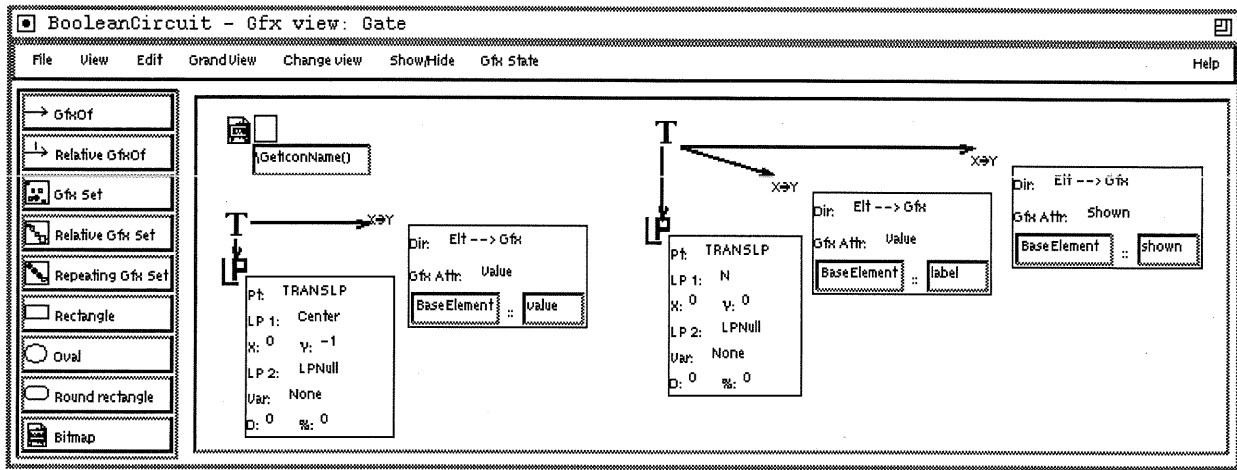 BooleanCircuit - Gfx view: Gate
File View Edit GrandView Change view Show/Hide Gfx State Help
GfxOf
Relative GfxOf
Gfx Set
Relative Gfx Set
Repeating Gfx Set
Rectangle
Oval
Round rectangle
Bitmap
\GetIconName()
T
X→Y
LP
Pt: TRANSLP
LP 1: Center
X: 0 Y: -1
LP 2: LPNull
Var: None
D: 0 %: 0
Dir: Elt --> Gfx
Gfx Attr: Value
BaseElement :: value
T
X→Y
X→Y
LP
Pt: TRANSLP
LP 1: N
X: 0 Y: 0
LP 2: LPNull
Var: None
D: 0 %: 0
Dir: Elt --> Gfx
Gfx Attr: Value
BaseElement :: label
Dir: Elt --> Gfx
Gfx Attr: Shown
BaseElement :: shown